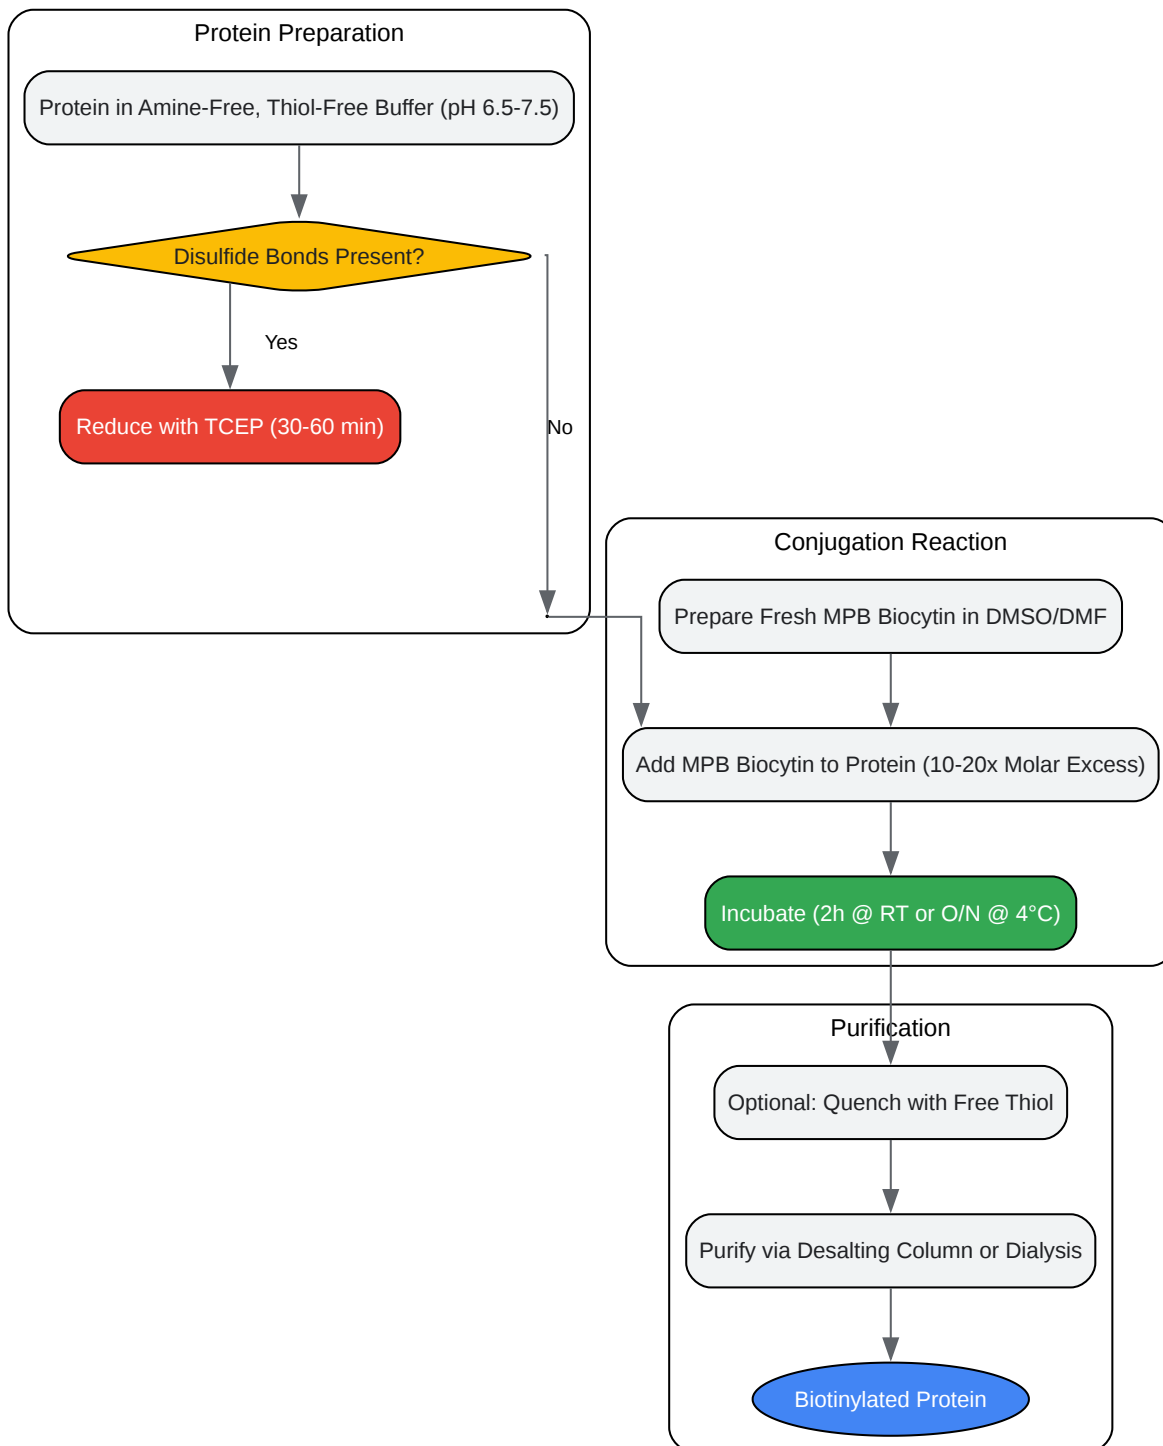 Protein Preparation
Protein in Amine-Free, Thiol-Free Buffer (pH 6.5-7.5)
Disulfide Bonds Present?
Yes
Reduce with TCEP (30-60 min)
No
Conjugation Reaction
Prepare Fresh MPB Biocytin in DMSO/DMF
Add MPB Biocytin to Protein (10-20x Molar Excess)
Incubate (2h @ RT or O/N @ 4°C)
Purification
Optional: Quench with Free Thiol
Purify via Desalting Column or Dialysis
Biotinylated Protein